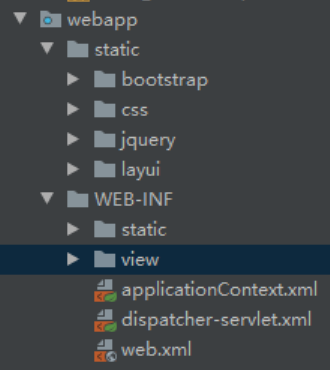 webapp
static
bootstrap
css
jquery
layui
WEB-INF
static
view
applicationContext.xml
dispatcher-servlet.xml
web.xml